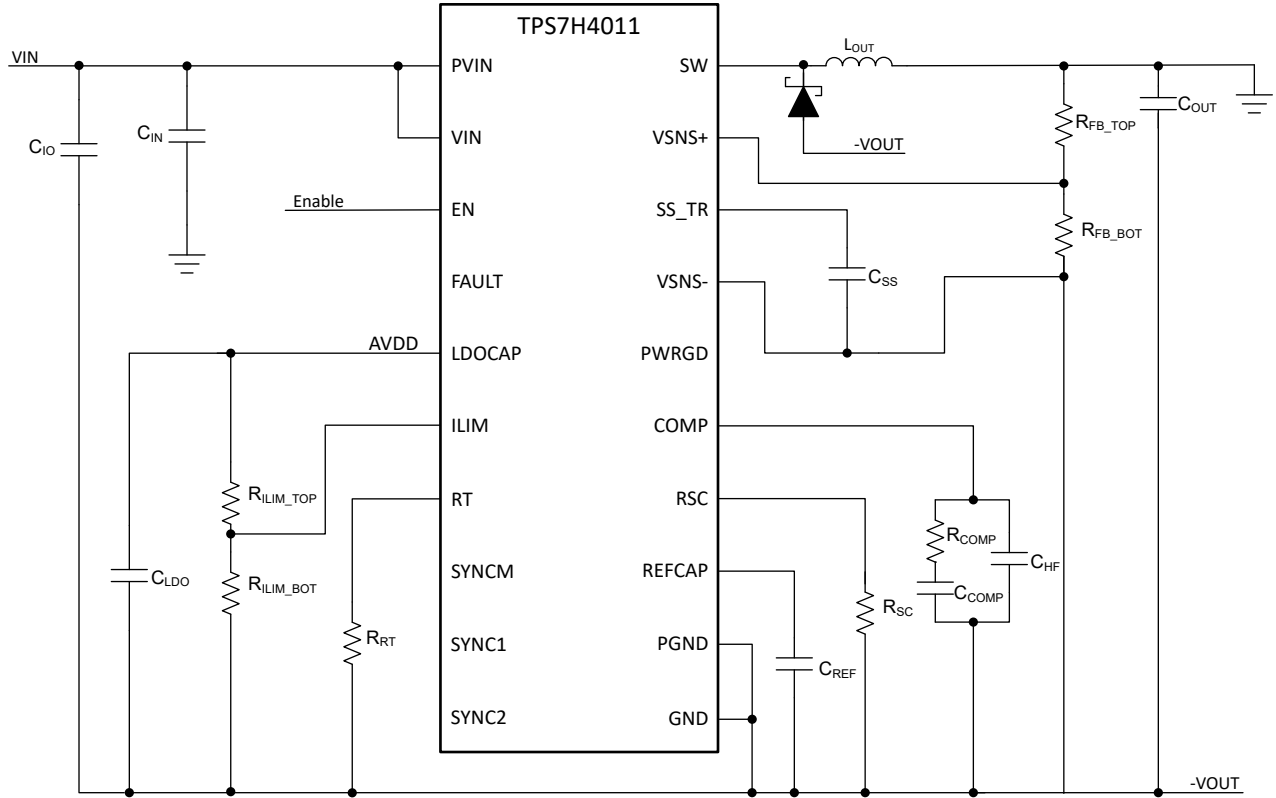 TPS7H4011
VIN
PVIN
SW
LOUT
CIO
CIN
VIN
VSNS+
-VOUT
RFB_TOP
COUT
Enable
EN
SS_TR
RFB_BOT
FAULT
VSNS-
CSS
AVDD
LDOCAP
PWRGD
ILIM
COMP
RILIM_TOP
RT
RSC
RCOMP
CHF
CLDO
RILIM_BOT
SYNCM
REFCAP
CCOMP
RSC
RRT
SYNC1
PGND
CREF
SYNC2
GND
-VOUT